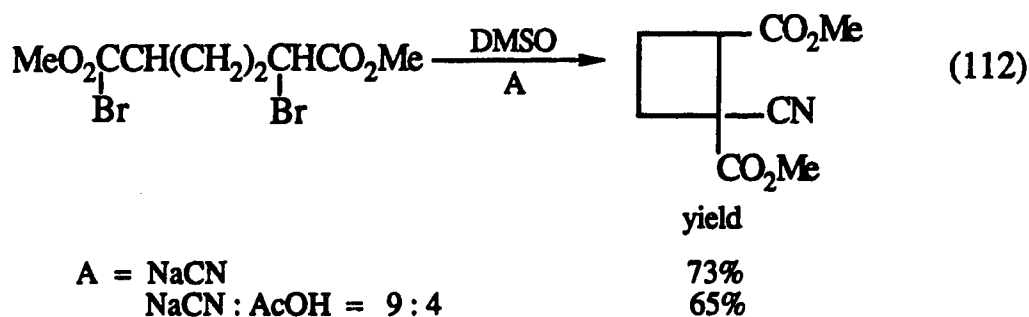 DMSO
MeO₂CCH(CH₂)₂CHCO₂Me
A
Br
Br
CO₂Me
CN
CO₂Me
(112)
yield
A = NaCN 73%
NaCN : AcOH = 9 : 4 65%